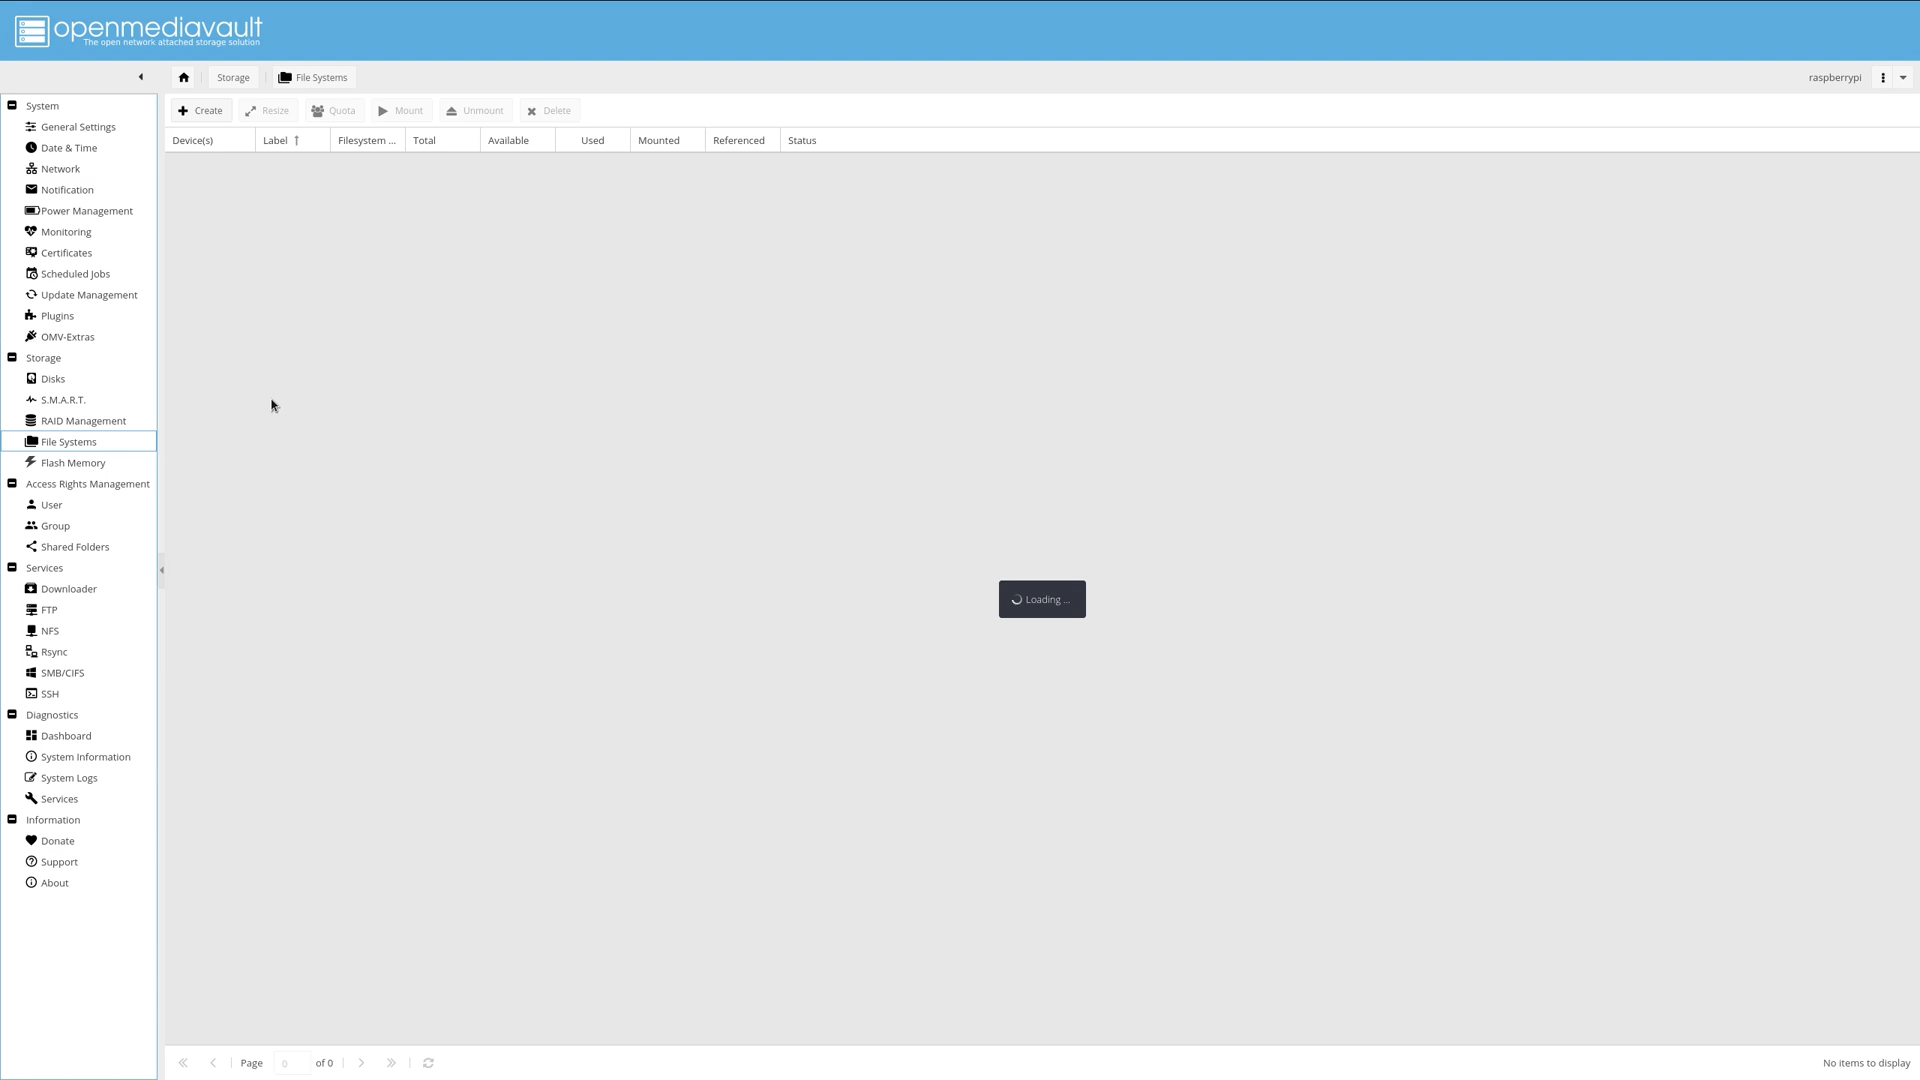 openmediavault
The open network attached storage solution
Storage
File Systems
raspberrypi
System
General Settings
Date & Time
Network
Notification
Power Management
Monitoring
Certificates
Scheduled Jobs
Update Management
Plugins
OMV-Extras
Storage
Disks
S.M.A.R.T.
RAID Management
File Systems
Flash Memory
Access Rights Management
User
Group
Shared Folders
Services
Downloader
FTP
NFS
Rsync
SMB/CIFS
SSH
Diagnostics
Dashboard
System Information
System Logs
Services
Information
Donate
Support
About
Create Resize Quota Mount Unmount Delete
Device(s) Label Filesystem ... Total Available Used Mounted Referenced Status
Loading ...
Page 0 of 0
No items to display